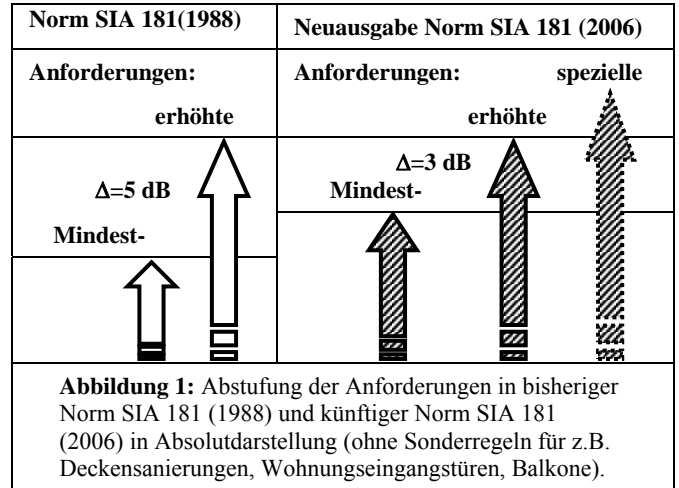 Norm SIA 181(1988)
Neuausgabe Norm SIA 181 (2006)
Anforderungen:
erhöhte
Δ=5 dB
Mindest-
Anforderungen: spezielle
erhöhte
Δ=3 dB
Mindest-
Abbildung 1: Abstufung der Anforderungen in bisheriger
Norm SIA 181 (1988) und künftiger Norm SIA 181
(2006) in Absolutdarstellung (ohne Sonderregeln für z.B.
Deckensanierungen, Wohnungseingangstüren, Balkone).